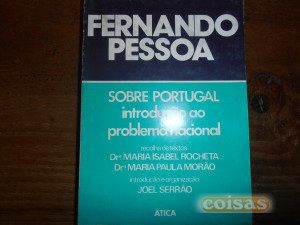 FERNANDO
PESSOA
SOBRE PORTUGAL
introdução ao
problema nacional
recolha de textos
Drª MARIA ISABEL ROCHETA
Drª MARIA PAULA MORÃO
introdução e organização
JOEL SERRÃO
ÁTICA
coisas